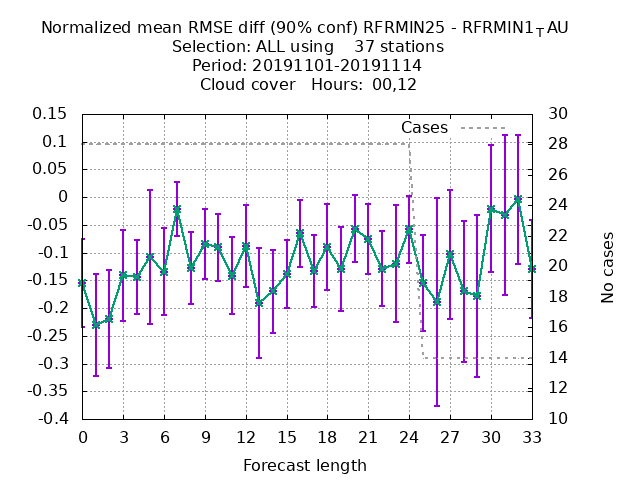 Normalized mean RMSE diff (90% conf) RFRMIN25 - RFRMIN1_TAU
Selection: ALL using 37 stations
Period: 20191101-20191114
Cloud cover Hours: 00,12
Cases
0.15
0.1
0.05
0
-0.05
-0.1
-0.15
-0.2
-0.25
-0.3
-0.35
-0.4
30
28
26
24
22
20
18
16
14
12
10
No cases
0 3 6 9 12 15 18 21 24 27 30 33
Forecast length